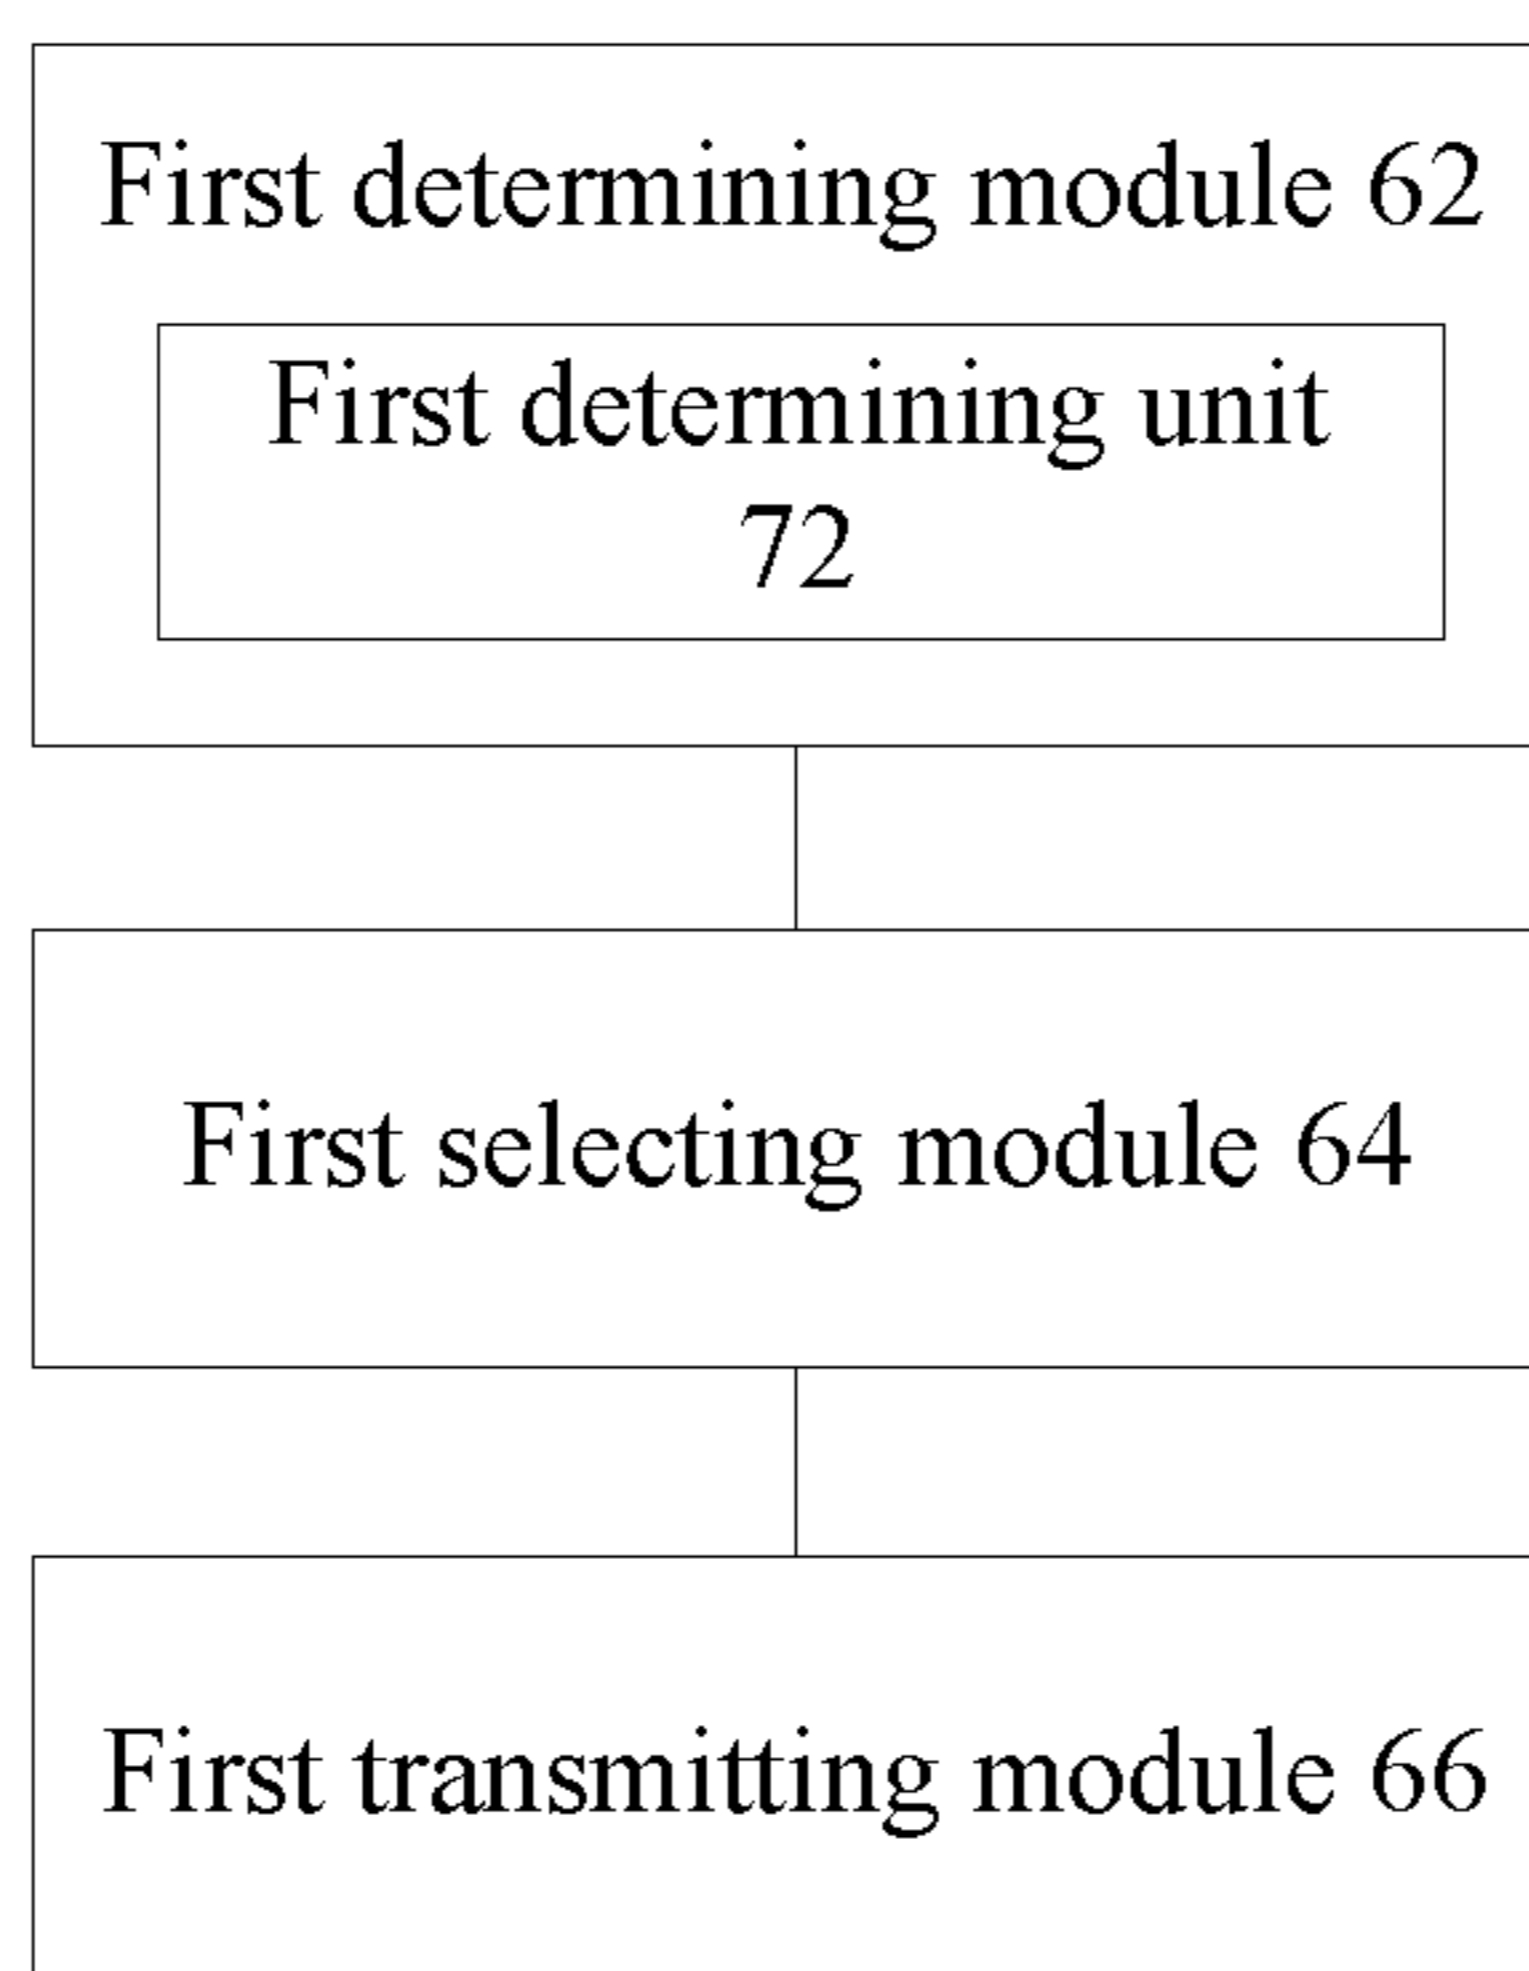 First determining module 62
First determining unit
72
First selecting module 64
First transmitting module 66